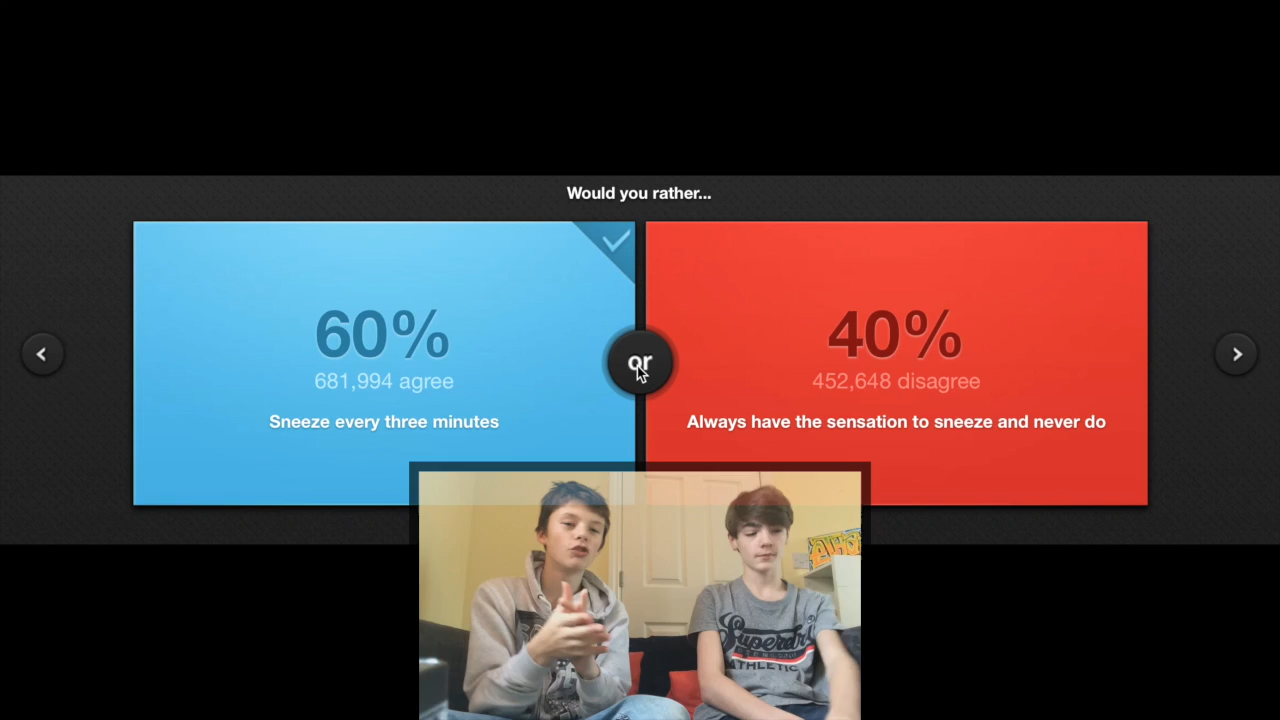 Would you rather...
60%
681,994 agree
Sneeze every three minutes
or
40%
452,648 disagree
Always have the sensation to sneeze and never do
Superdry
ATHLETIC